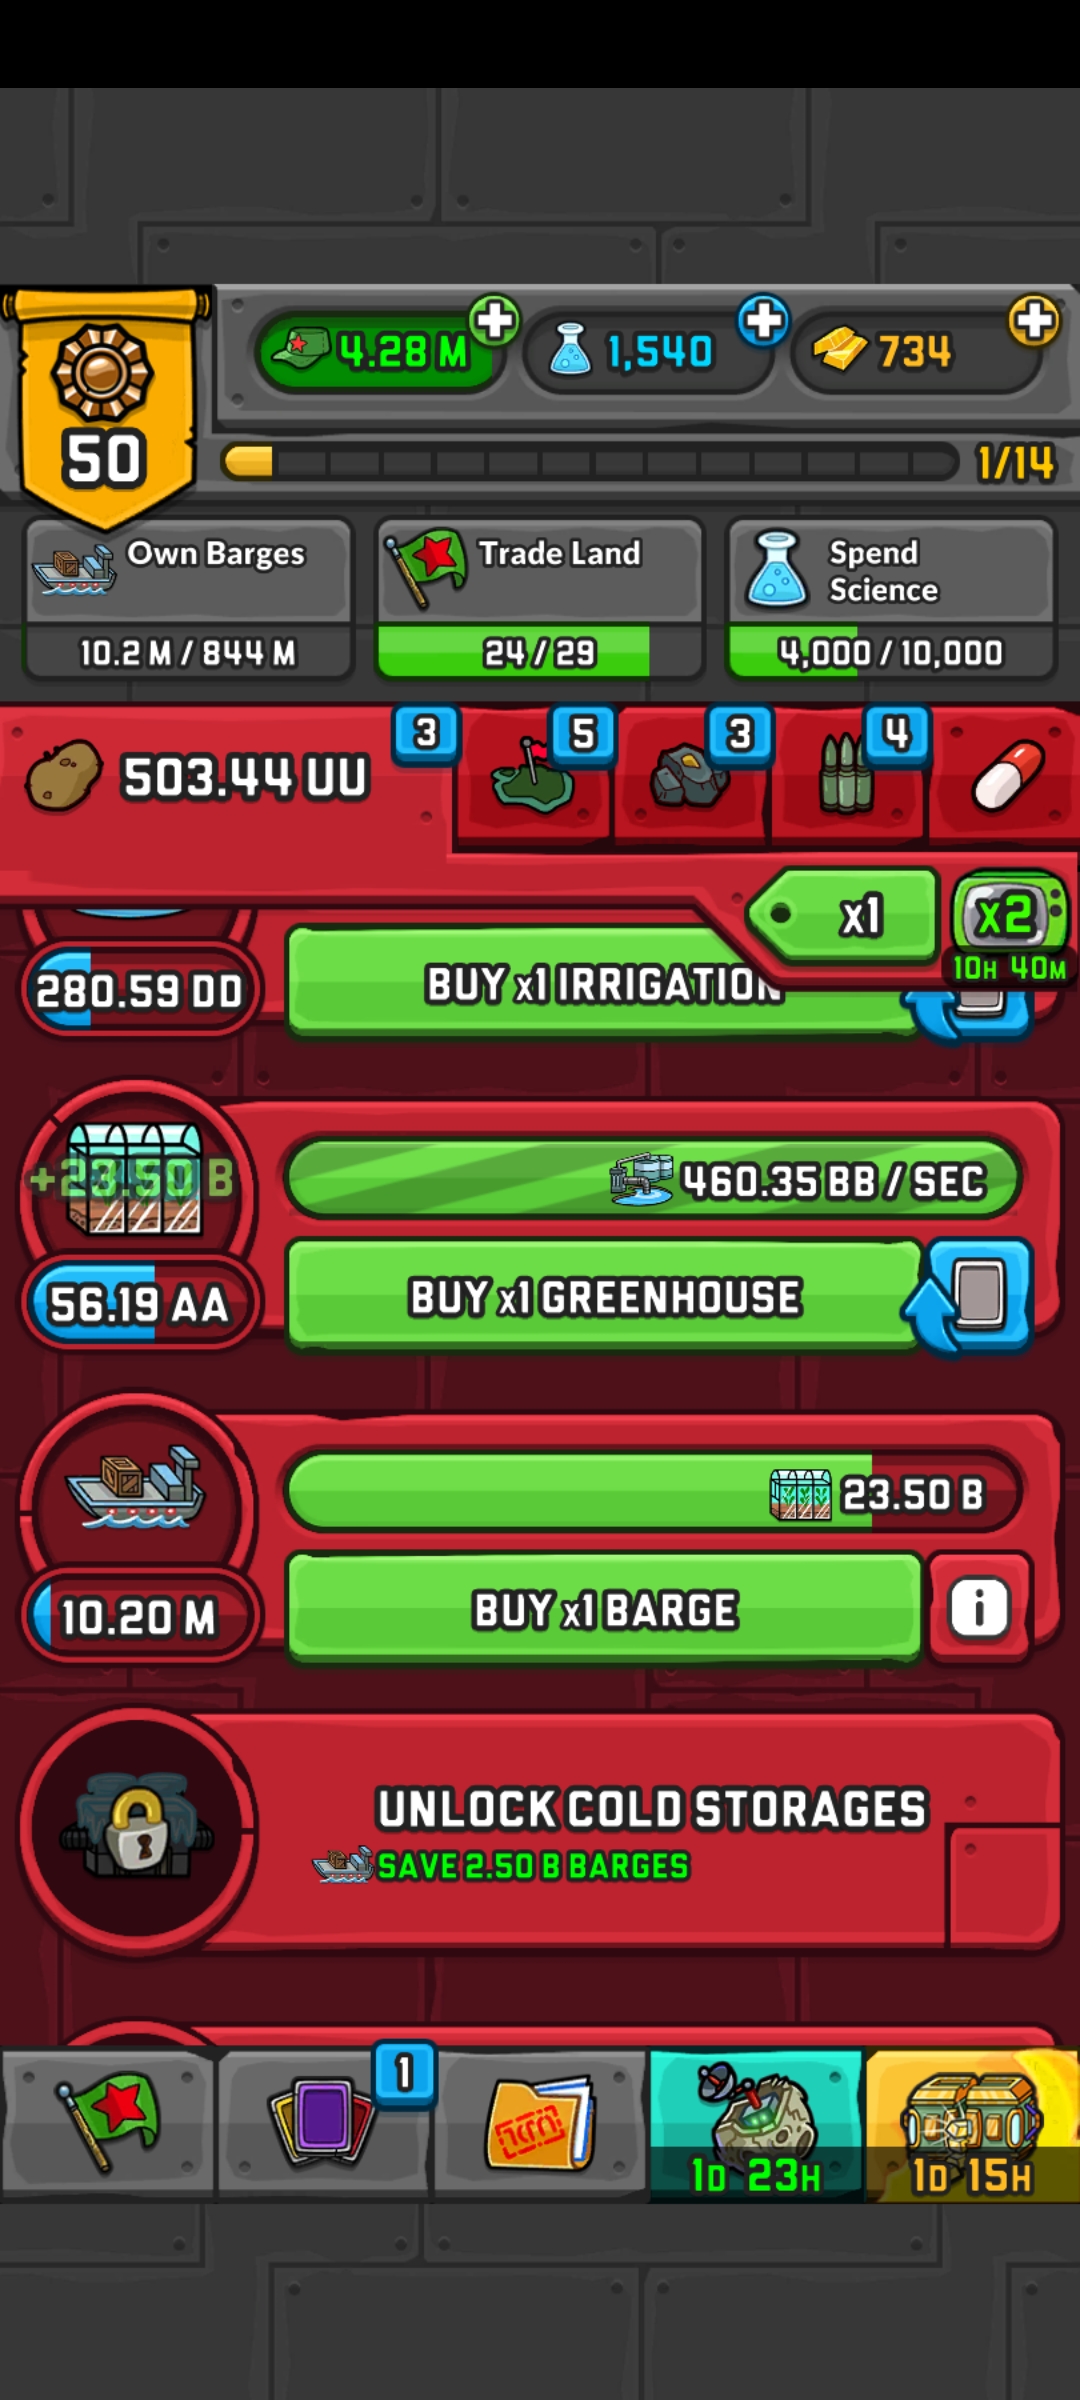 4.28 M
1,540
734
50
1/14
Own Barges
10.2 M / 844 M
Trade Land
24 / 29
Spend
Science
4,000 / 10,000
503.44 UU
3
5
3
4
x1
x2
10H 40M
280.59 DD
BUY x1 IRRIGATION
+23.50 B
460.35 BB / SEC
56.19 AA
BUY x1 GREENHOUSE
23.50 B
10.20 M
BUY x1 BARGE
i
UNLOCK COLD STORAGES
SAVE 2.50 B BARGES
1
1D 23H
1D 15H